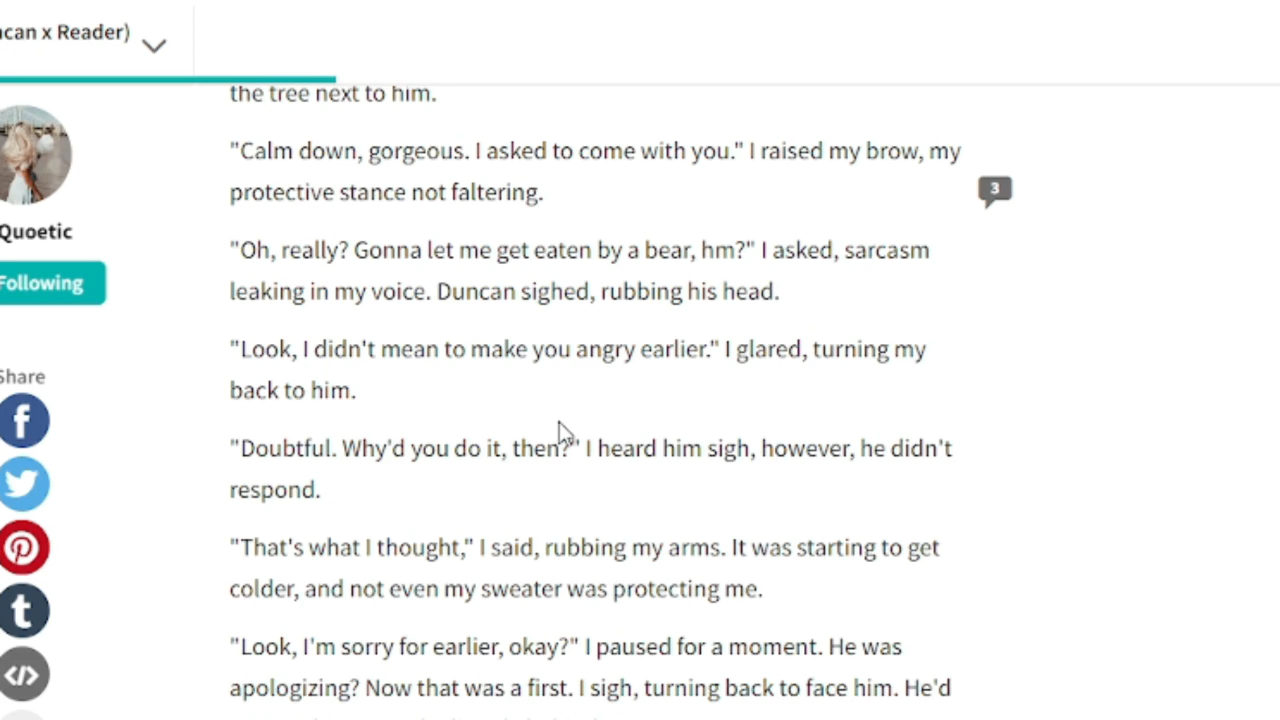 can x Reader)
the tree next to him.
"Calm down, gorgeous. I asked to come with you." I raised my brow, my
protective stance not faltering.
3
"Oh, really? Gonna let me get eaten by a bear, hm?" I asked, sarcasm
leaking in my voice. Duncan sighed, rubbing his head.
"Look, I didn't mean to make you angry earlier." I glared, turning my
back to him.
"Doubtful. Why'd you do it, then?" I heard him sigh, however, he didn't
respond.
"That's what I thought," I said, rubbing my arms. It was starting to get
colder, and not even my sweater was protecting me.
"Look, I'm sorry for earlier, okay?" I paused for a moment. He was
apologizing? Now that was a first. I sigh, turning back to face him. He'd
Quoetic
Following
Share